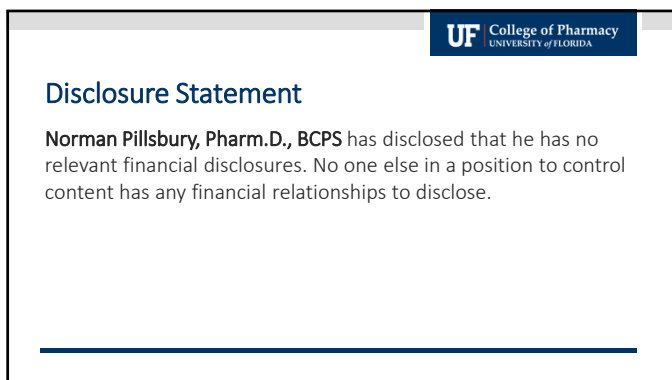 UF College of Pharmacy
UNIVERSITY of FLORIDA
Disclosure Statement
Norman Pillsbury, Pharm.D., BCPS has disclosed that he has no
relevant financial disclosures. No one else in a position to control
content has any financial relationships to disclose.